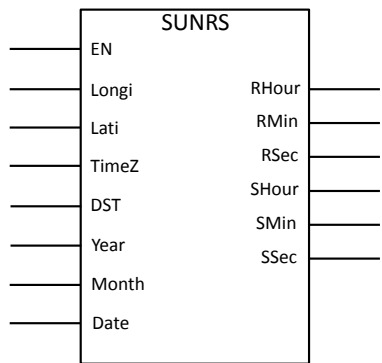 SUNRS
EN
Longi
Lati
TimeZ
DST
Year
Month
Date
RHour
RMin
RSec
SHour
SMin
SSec